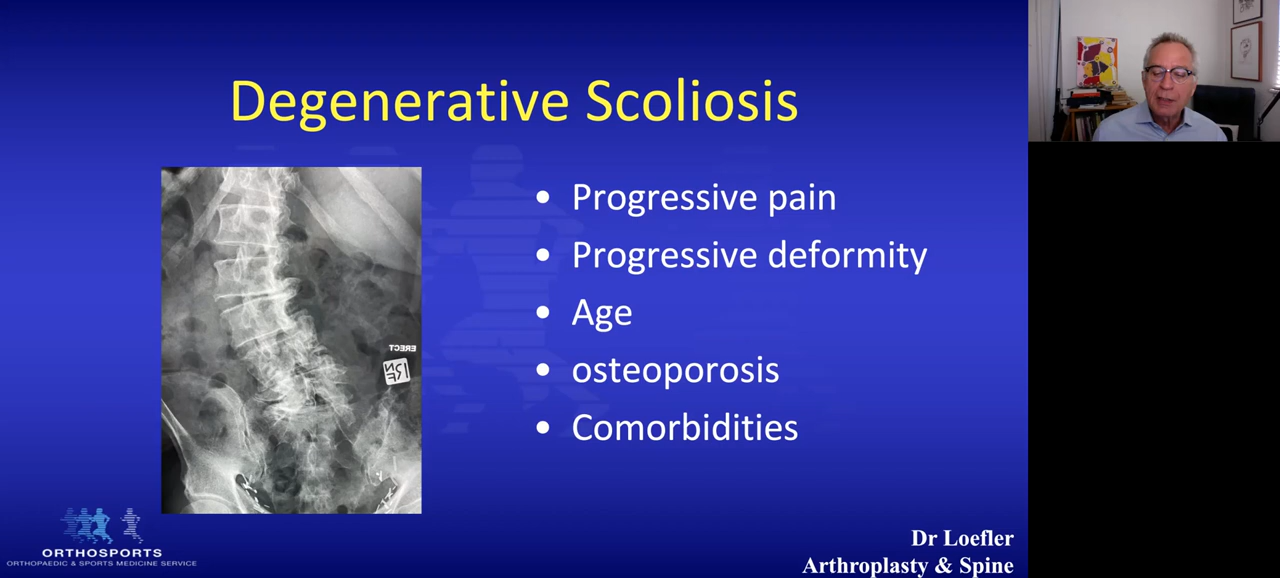 Degenerative Scoliosis
• Progressive pain
• Progressive deformity
• Age
• osteoporosis
• Comorbidities
ERECT
ORTHOSPORTS
ORTHOPAEDIC & SPORTS MEDICINE SERVICE
Dr Loefler
Arthroplasty & Spine